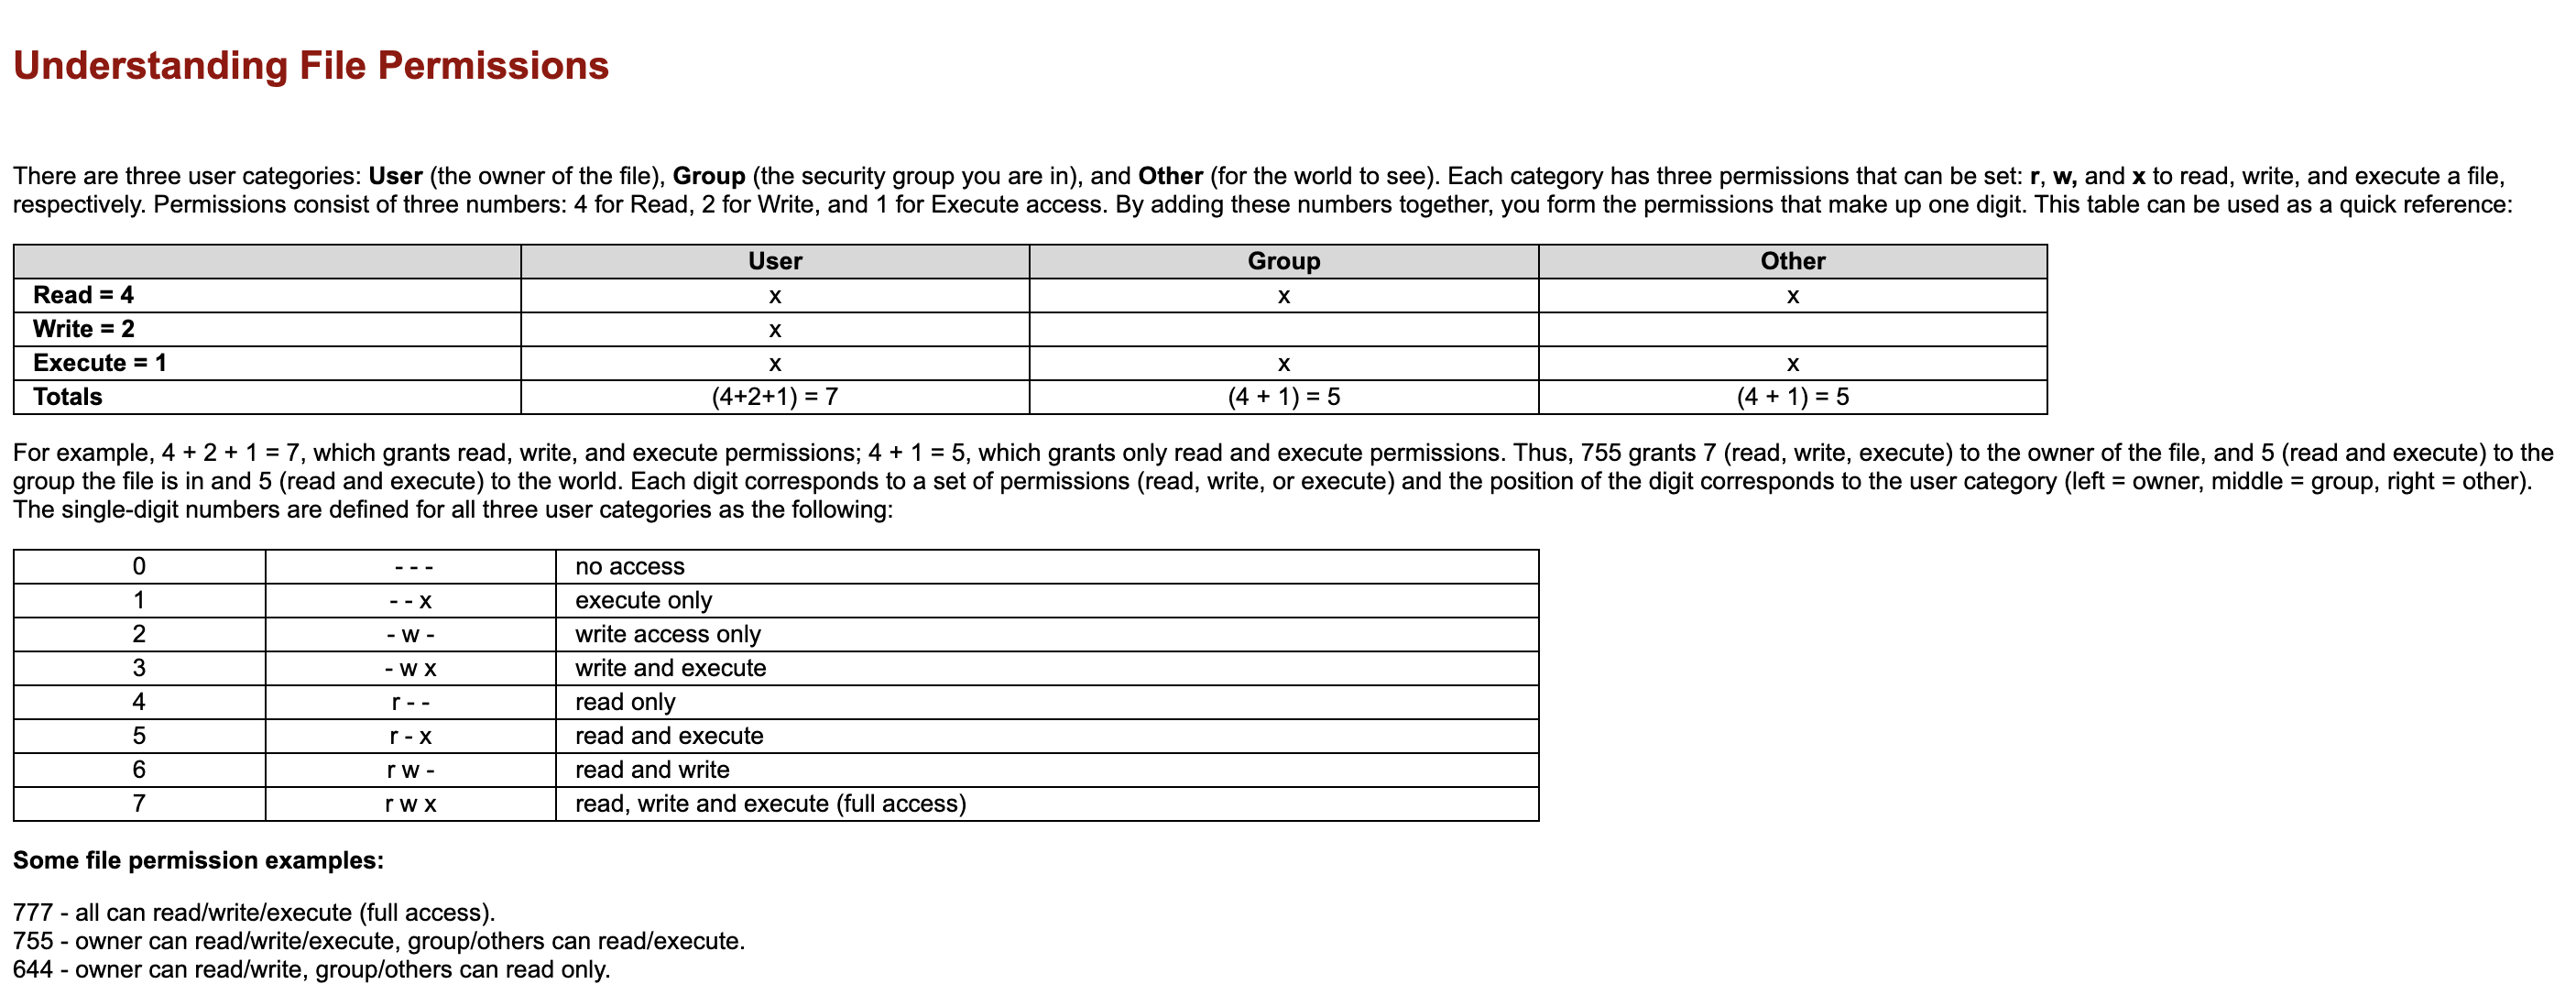 Understanding File Permissions
There are three user categories: User (the owner of the file), Group (the security group you are in), and Other (for the world to see). Each category has three permissions that can be set: r, w, and x to read, write, and execute a file,
respectively. Permissions consist of three numbers: 4 for Read, 2 for Write, and 1 for Execute access. By adding these numbers together, you form the permissions that make up one digit. This table can be used as a quick reference:
User Group Other
Read = 4 x x x
Write = 2 x
Execute = 1 x x x
Totals (4+2+1) = 7 (4 + 1) = 5 (4 + 1) = 5
For example, 4 + 2 + 1 = 7, which grants read, write, and execute permissions; 4 + 1 = 5, which grants only read and execute permissions. Thus, 755 grants 7 (read, write, execute) to the owner of the file, and 5 (read and execute) to the
group the file is in and 5 (read and execute) to the world. Each digit corresponds to a set of permissions (read, write, or execute) and the position of the digit corresponds to the user category (left = owner, middle = group, right = other).
The single-digit numbers are defined for all three user categories as the following:
0 - - - no access
1 - - x execute only
2 - w - write access only
3 - w x write and execute
4 r - - read only
5 r - x read and execute
6 r w - read and write
7 r w x read, write and execute (full access)
Some file permission examples:
777 - all can read/write/execute (full access).
755 - owner can read/write/execute, group/others can read/execute.
644 - owner can read/write, group/others can read only.